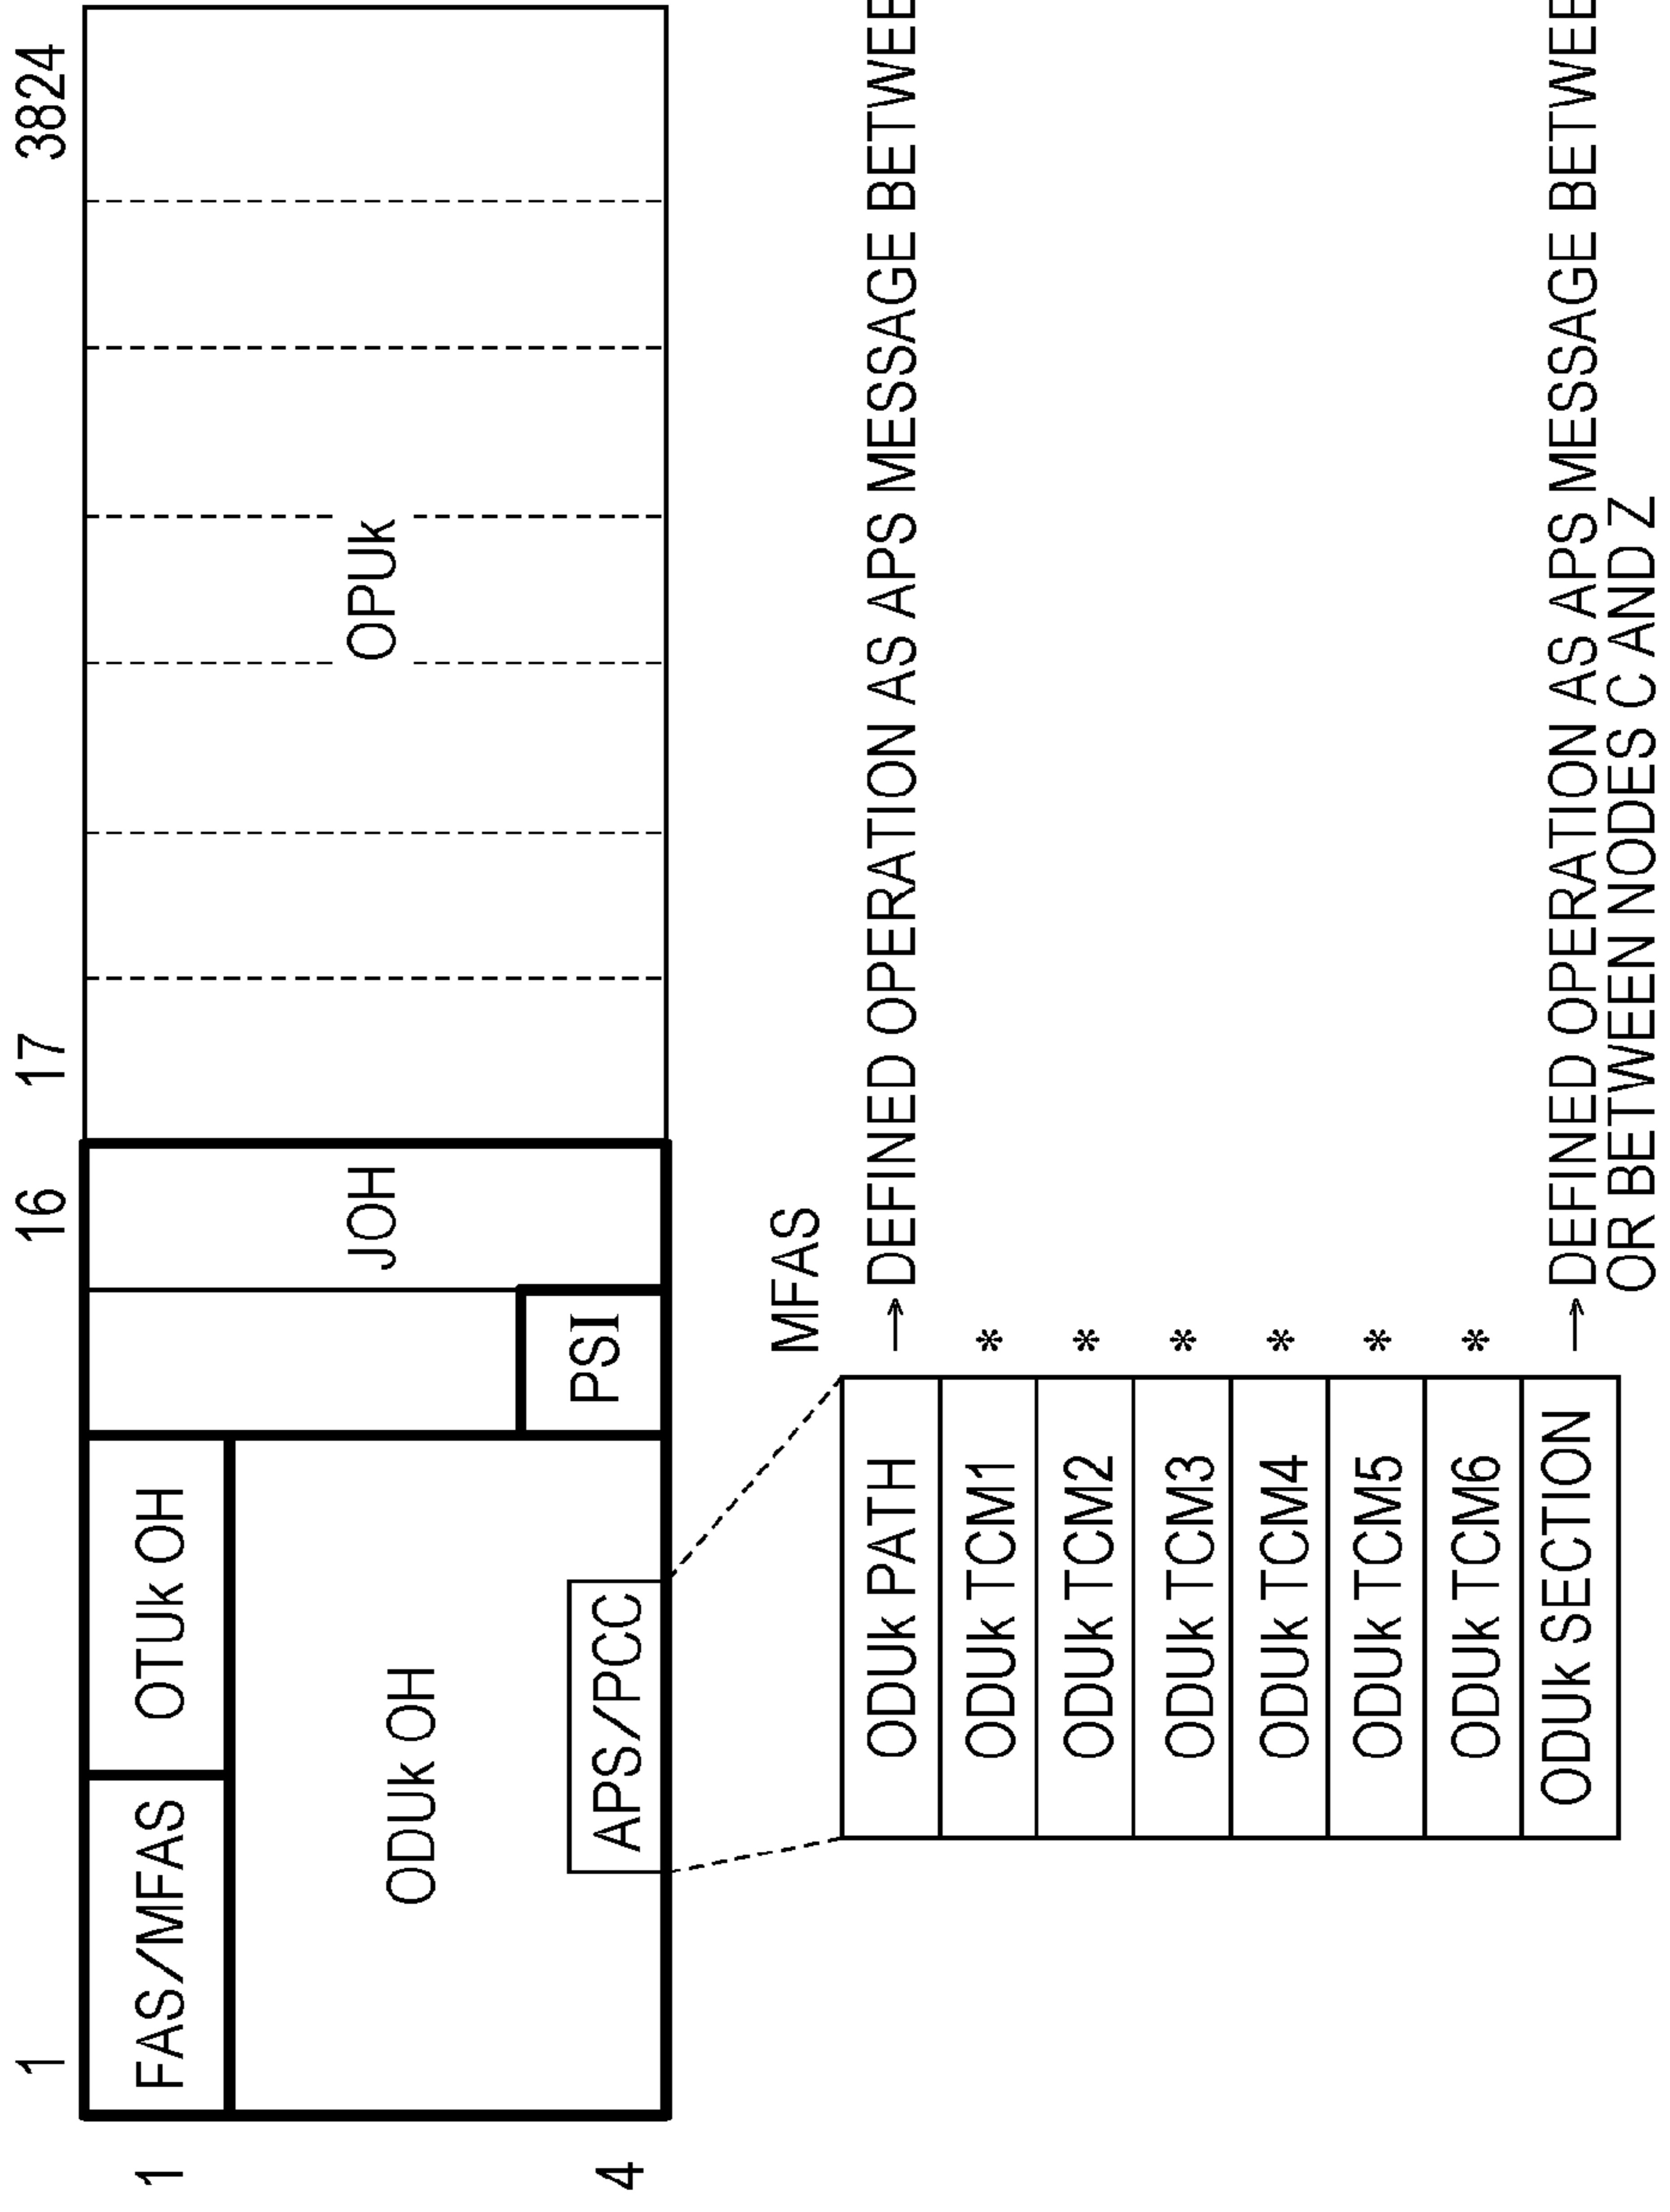 1 16 17 3824
1 FAS/MFAS OTUk OH
ODUk OH JOH OPUk
4 APS/PCC PSI
MFAS
ODUk PATH → DEFINED OPERATION AS APS MESSAGE
ODUk TCM1 *
ODUk TCM2 *
ODUk TCM3 *
ODUk TCM4 *
ODUk TCM5 *
ODUk TCM6 *
ODUk SECTION → DEFINED OPERATION AS APS MESSAGE
OR BETWEEN NODES C AND Z